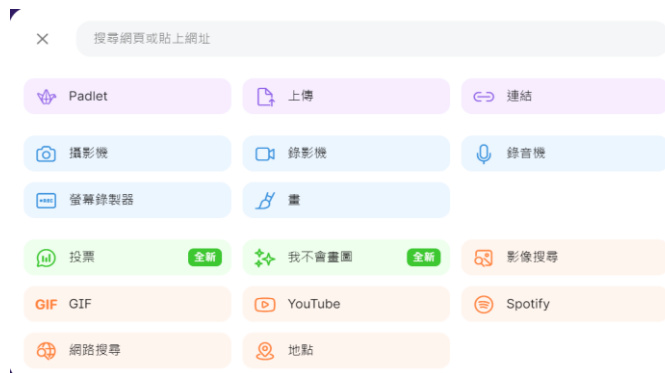 搜尋網頁或貼上網址
Padlet
上傳
連結
攝影機
錄影機
錄音機
REC
螢幕錄製器
畫
投票
全新
我不會畫圖
全新
影像搜尋
GIF
GIF
YouTube
Spotify
網路搜尋
地點